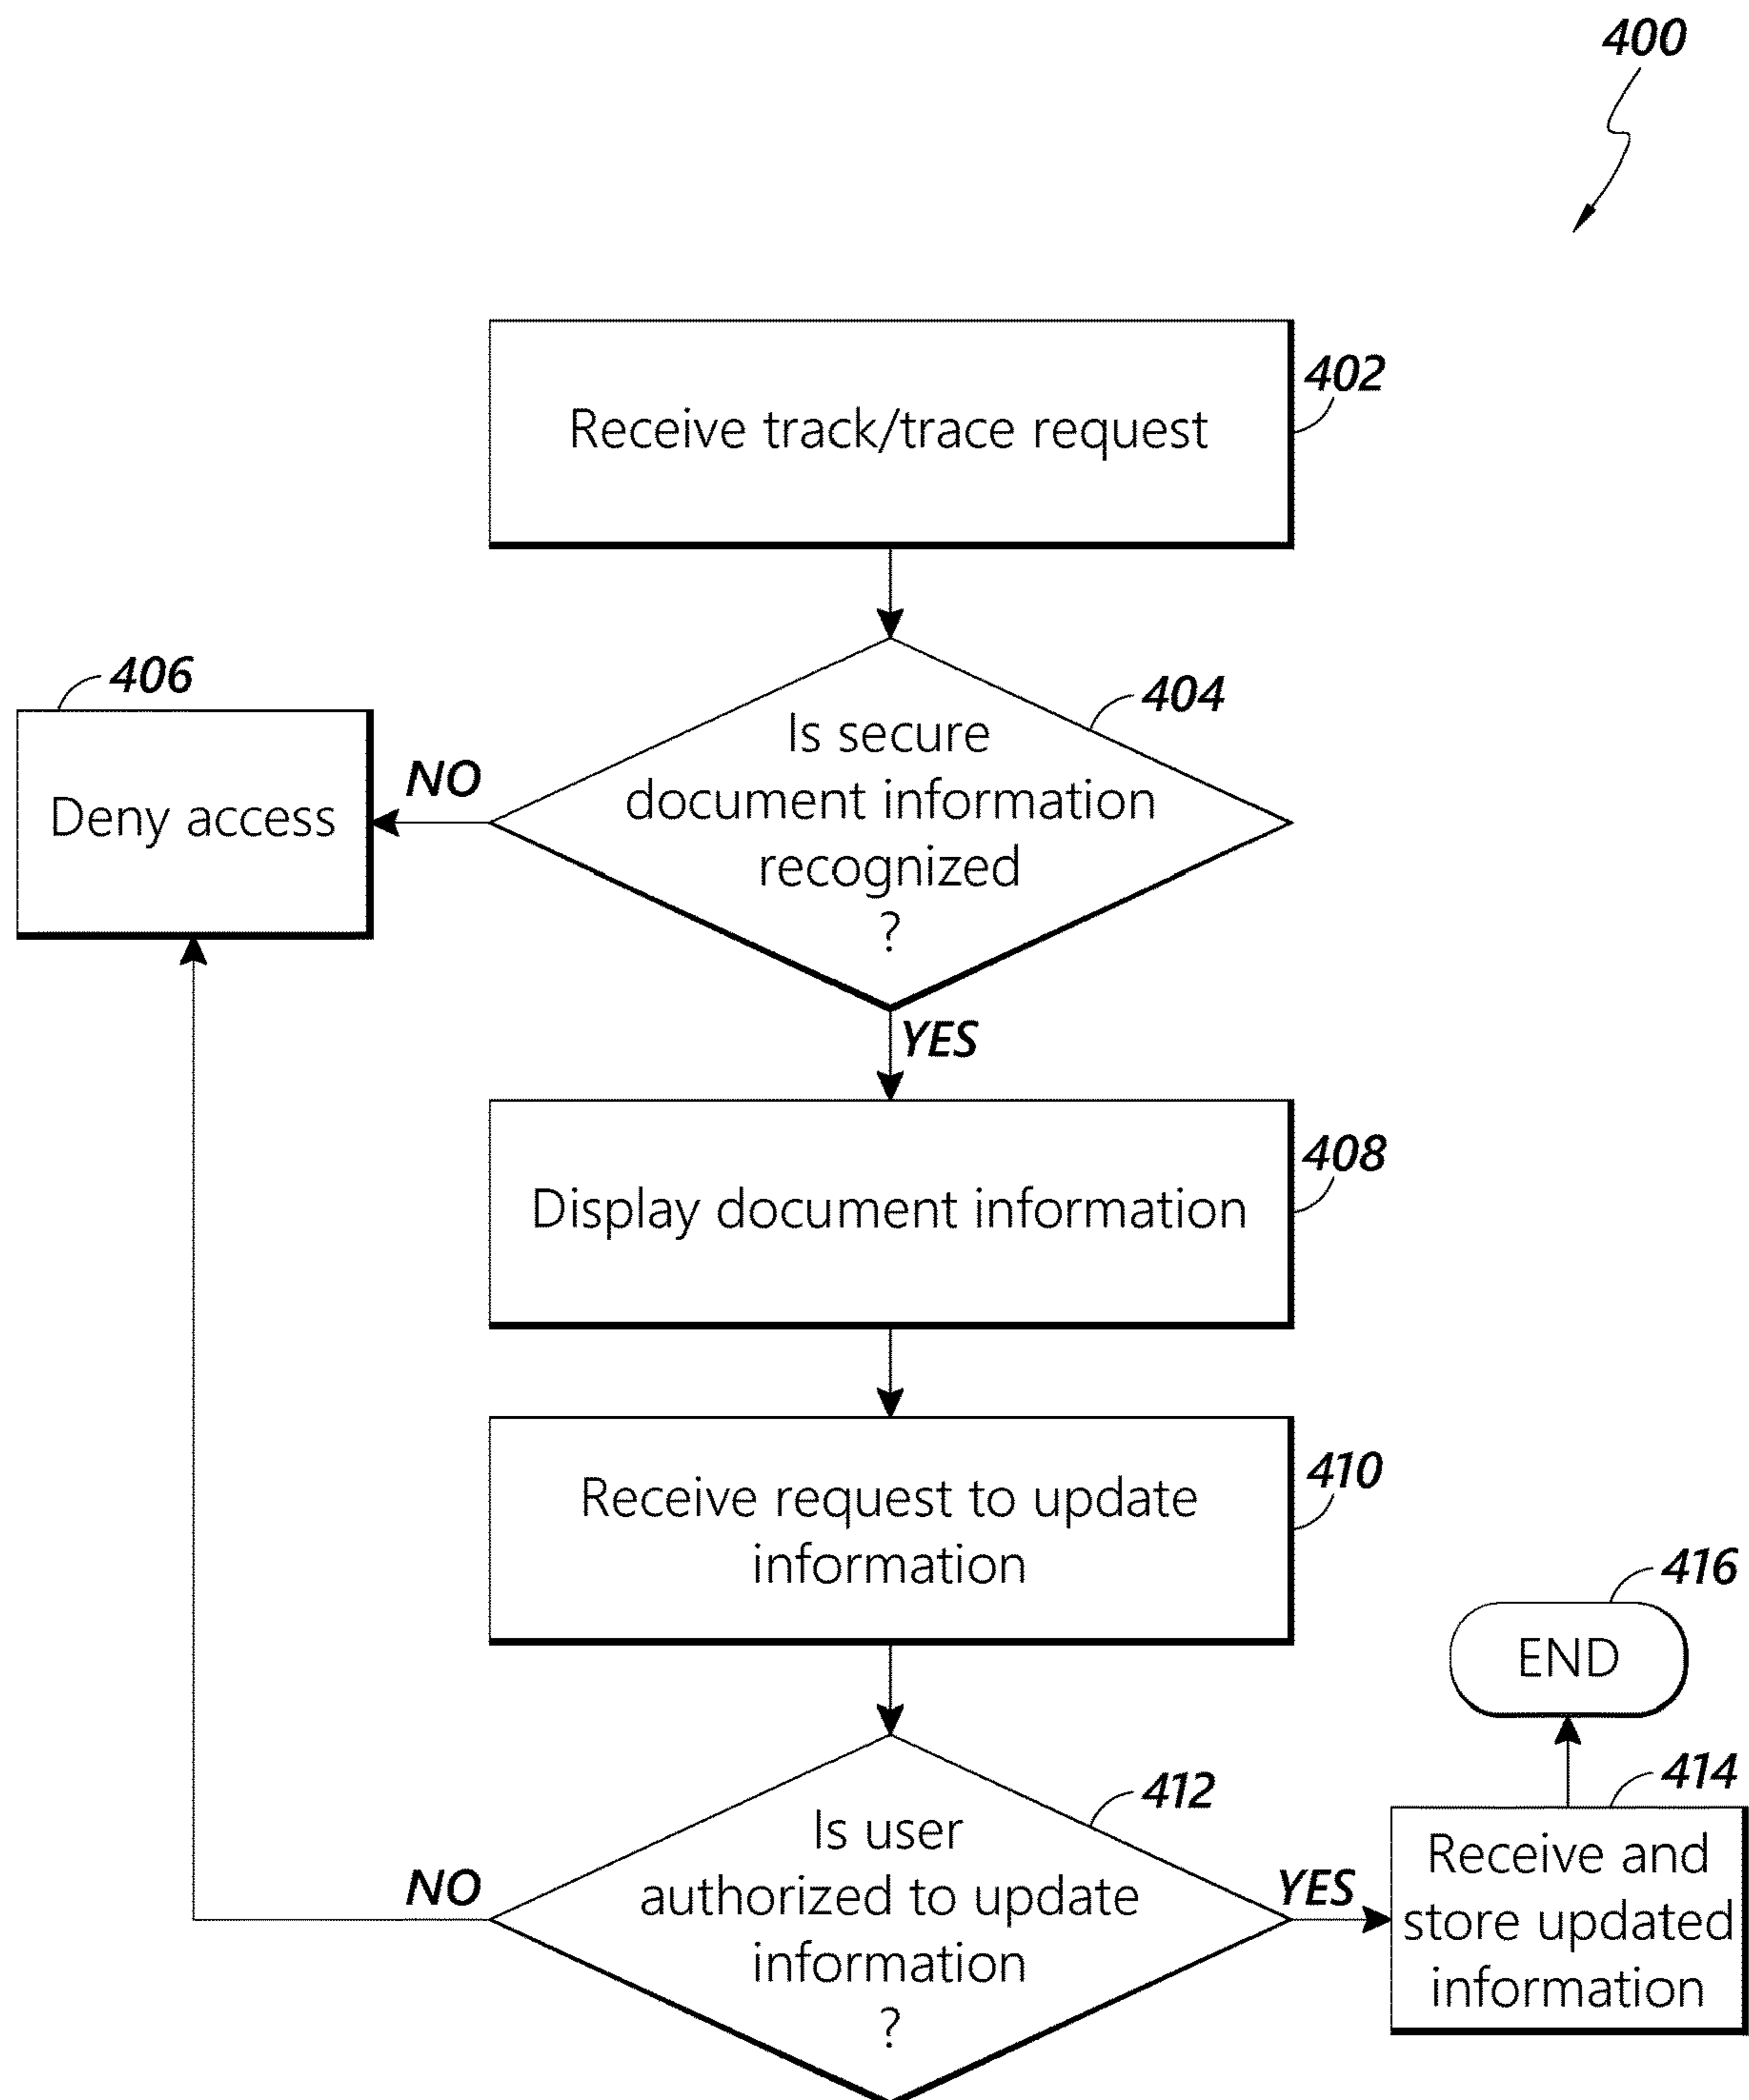 400
Receive track/trace request
402
406
Deny access
NO
404
Is secure
document information
recognized
?
YES
Display document information
408
Receive request to update
information
410
416
END
412
Is user
authorized to update
information
?
NO
YES
414
Receive and
store updated
information